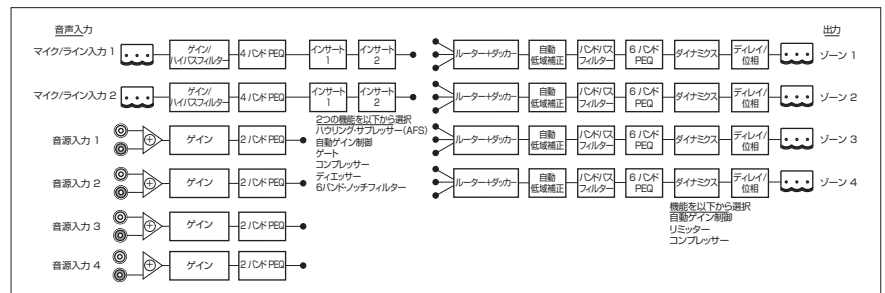 音声入力
出力
マイク/ライン入力 1
ゲイン/
ハイパスフィルター
4 バンド PEQ
インサート
1
インサート
2
ルーター+ダッカー
自動
低域補正
バンドパス
フィルター
6 バンド
PEQ
ダイナミクス
ディレイ/
位相
ゾーン 1
マイク/ライン入力 2
ゲイン/
ハイパスフィルター
4 バンド PEQ
インサート
1
インサート
2
ルーター+ダッカー
自動
低域補正
バンドパス
フィルター
6 バンド
PEQ
ダイナミクス
ディレイ/
位相
ゾーン 2
2つの機能を以下から選択
ハウリング・サプレッサー(AFS)
自動ゲイン制御
ゲート
コンプレッサー
ディエッサー
6バンド・ノッチフィルター
音源入力 1
ゲイン
2 バンド PEQ
ルーター+ダッカー
自動
低域補正
バンドパス
フィルター
6 バンド
PEQ
ダイナミクス
ディレイ/
位相
ゾーン 3
音源入力 2
ゲイン
2 バンド PEQ
ルーター+ダッカー
自動
低域補正
バンドパス
フィルター
6 バンド
PEQ
ダイナミクス
ディレイ/
位相
ゾーン 4
機能を以下から選択
自動ゲイン制御
リミッター
コンプレッサー
音源入力 3
ゲイン
2 バンド PEQ
音源入力 4
ゲイン
2 バンド PEQ